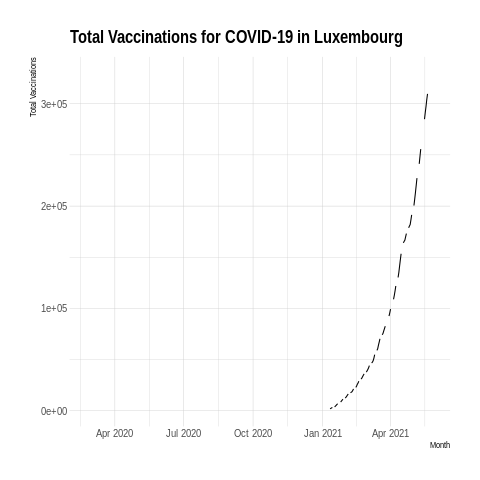 Total Vaccinations for COVID-19 in Luxembourg
Total Vaccinations
3e+05
2e+05
1e+05
0e+00
Apr 2020 Jul 2020 Oct 2020 Jan 2021 Apr 2021
Month